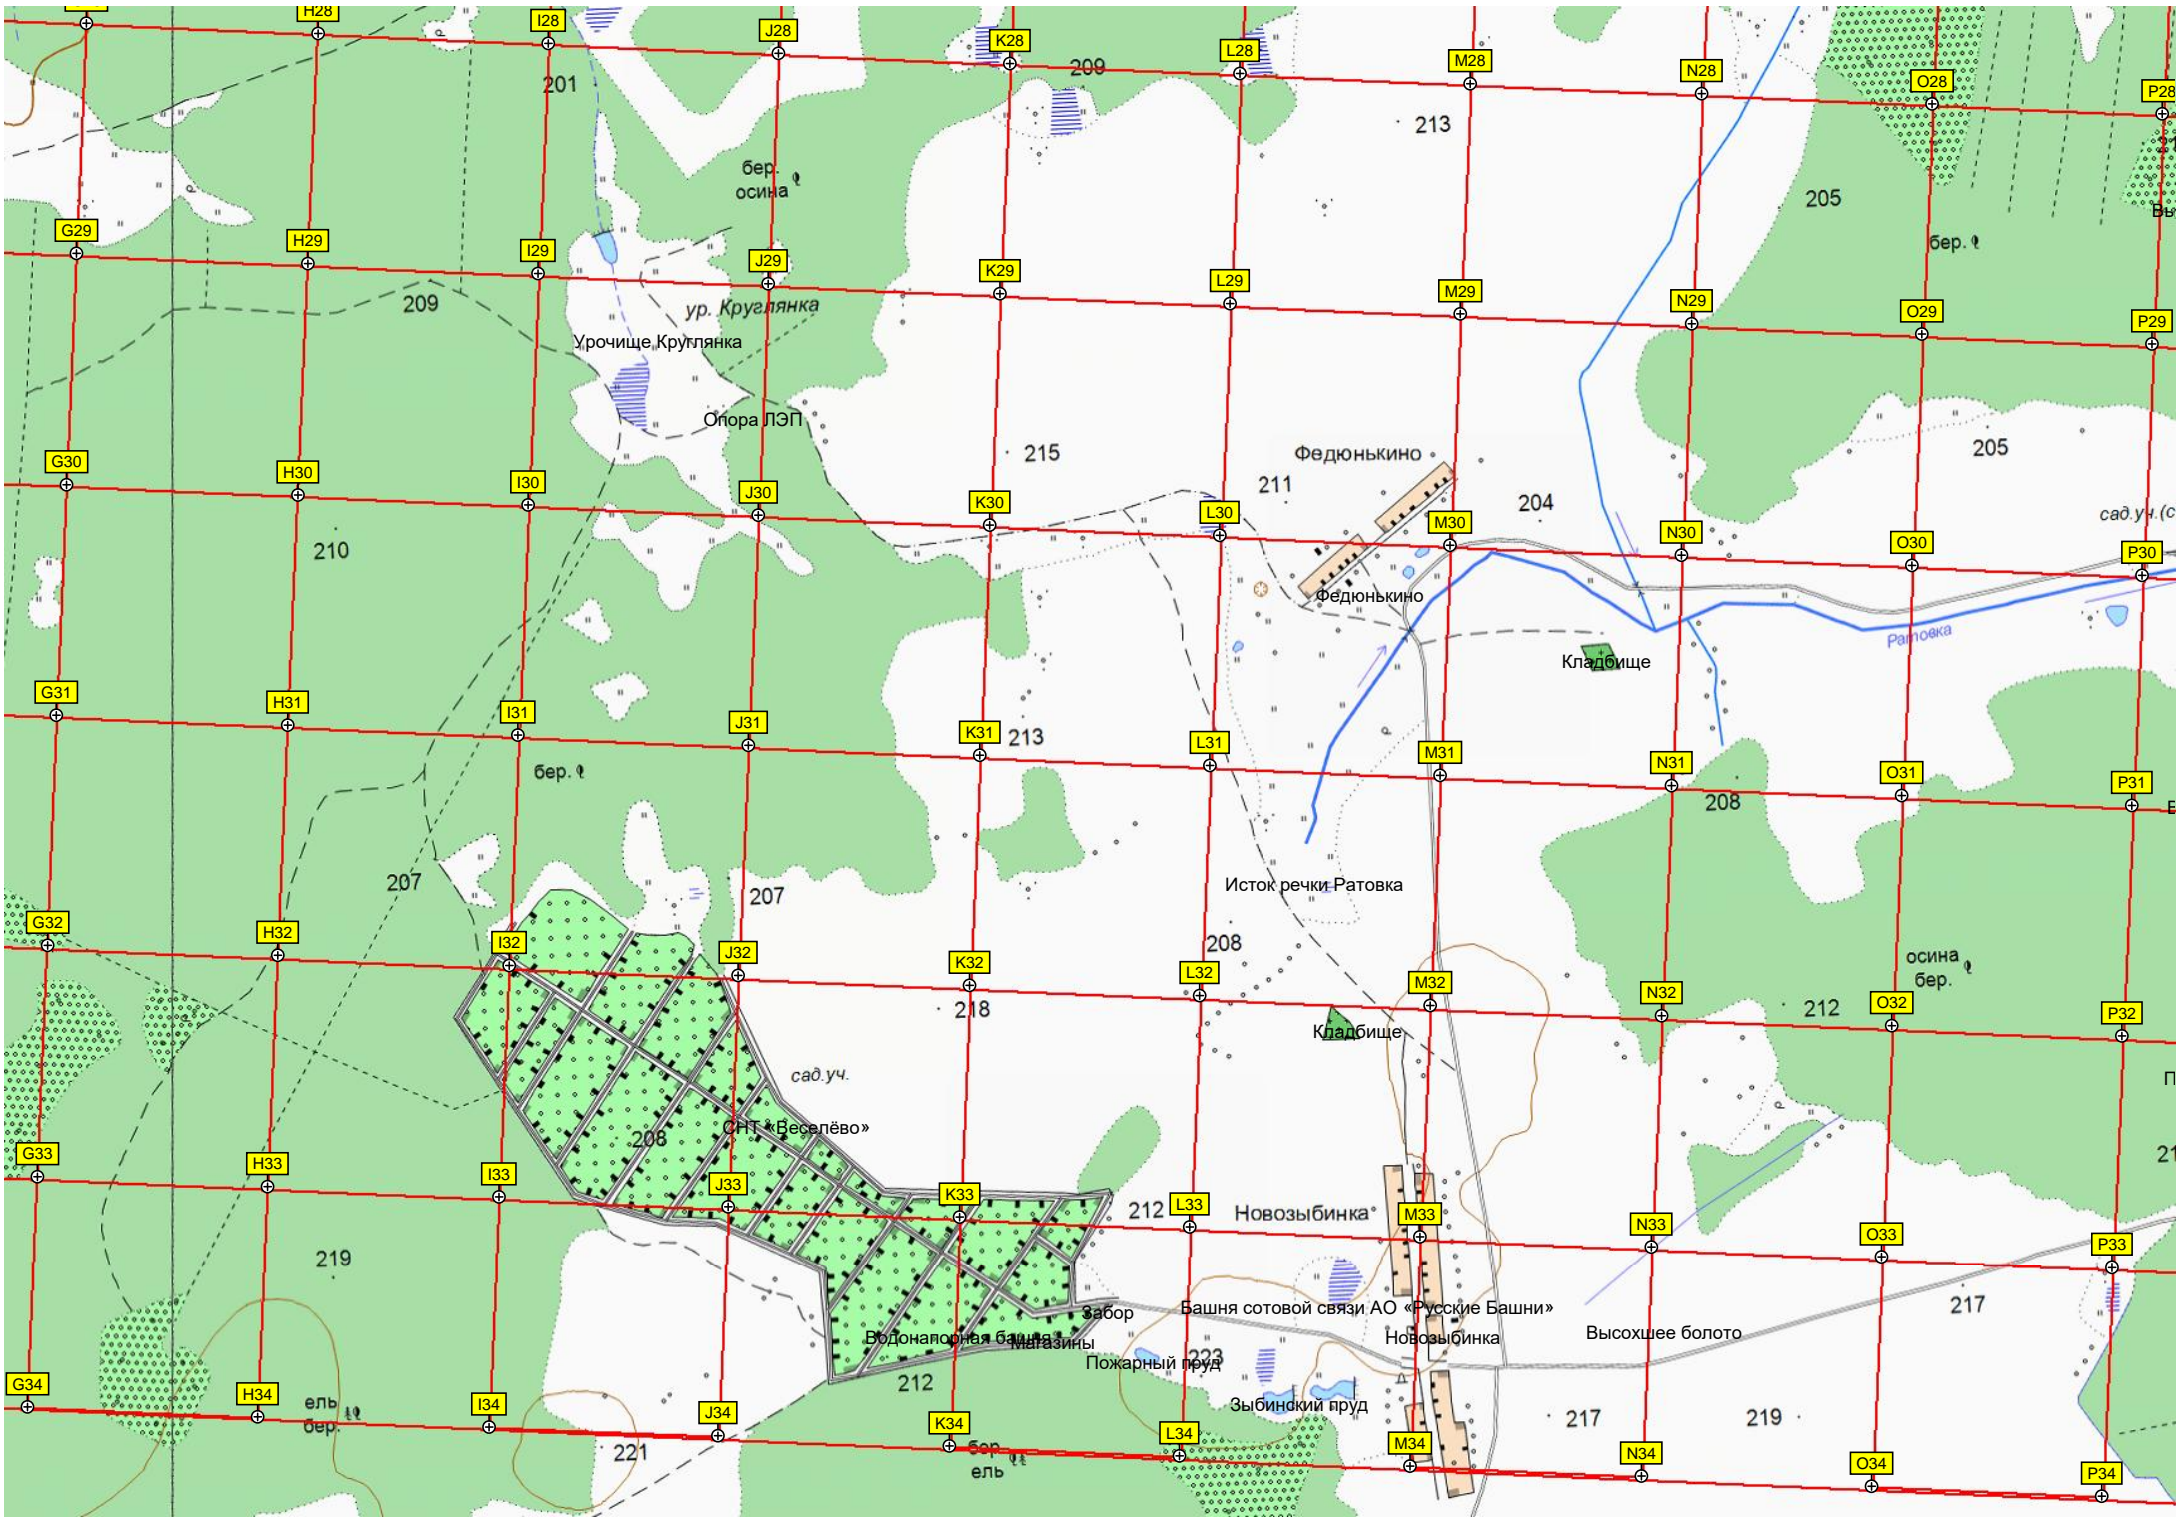 H28
I28
J28
K28
L28
M28
N28
O28
P28
201
209
213
205
бер.
осина
бер.
G29
H29
I29
J29
K29
L29
M29
N29
O29
P29
209
ур. Круглянка
Урочище Круглянка
Опора ЛЭП
215
Федюнькино
211
204
205
G30
H30
I30
J30
K30
L30
M30
N30
O30
P30
сад.уч.(с
210
Федюнькино
Кладбище
Ратовка
G31
H31
I31
J31
K31
L31
M31
N31
O31
P31
213
208
бер.
207
207
Исток речки Ратовка
208
осина
бер.
G32
H32
I32
J32
K32
L32
M32
N32
O32
P32
218
212
Кладбище
сад.уч.
СНТ «Веселёво»
208
G33
H33
I33
J33
K33
L33
M33
N33
O33
P33
212
Новозыбинка
219
217
Забор
Башня сотовой связи АО «Русские Башни»
Водонапорная башня
Магазины
Новозыбинка
Высохшее болото
Пожарный пруд
223
212
Зыбинский пруд
217
219
G34
H34
I34
J34
K34
L34
M34
N34
O34
P34
ель
бер.
221
бер.
ель